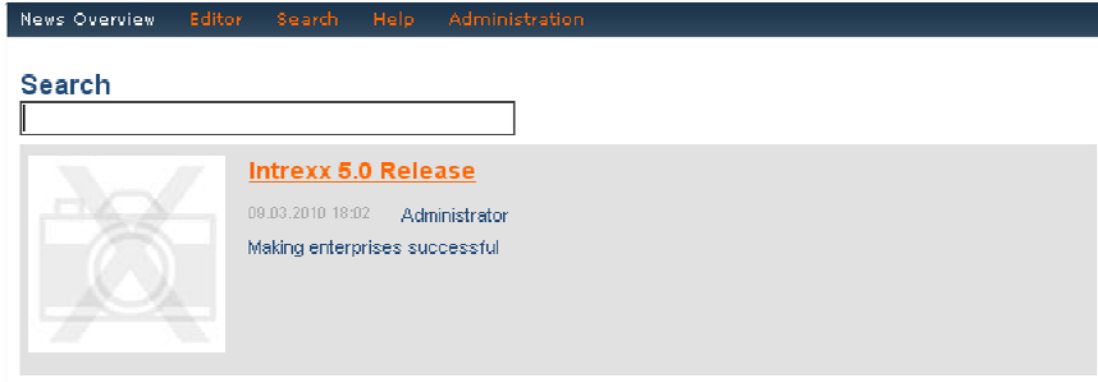 News Overview Editor Search Help Administration
Search
Intrexx 5.0 Release
09.03.2010 18:02 Administrator
Making enterprises successful